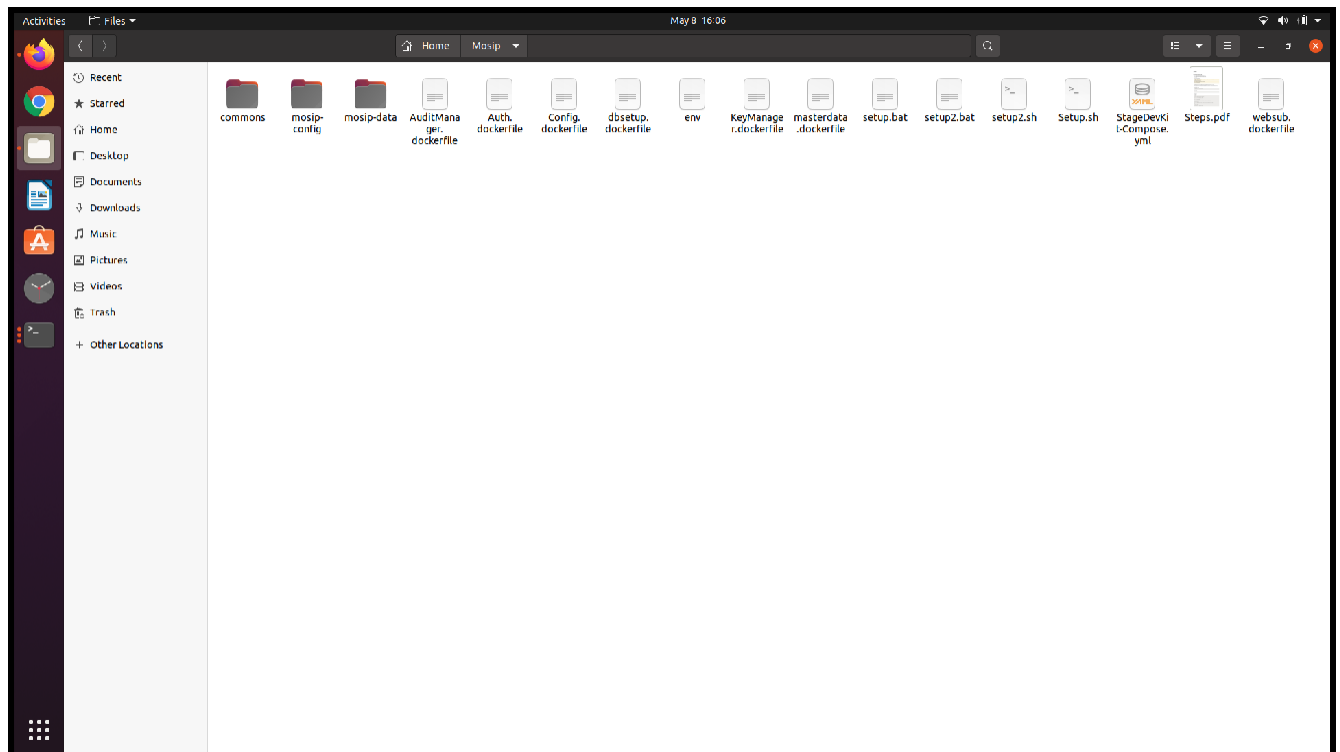 Activities Files May 8 16:06
Home Mosip
Recent
Starred
Home
Desktop
Documents
Downloads
Music
Pictures
Videos
Trash
Other Locations
commons
mosip-
config
mosip-data
AuditMana
ger.
dockerfile
Auth.
dockerfile
Config.
dockerfile
dbsetup.
dockerfile
env
KeyManage
r.dockerfile
masterdata
.dockerfile
setup.bat
setup2.bat
setup2.sh
Setup.sh
YAML
StageDevKi
t-Compose.
yml
Steps.pdf
websub.
dockerfile